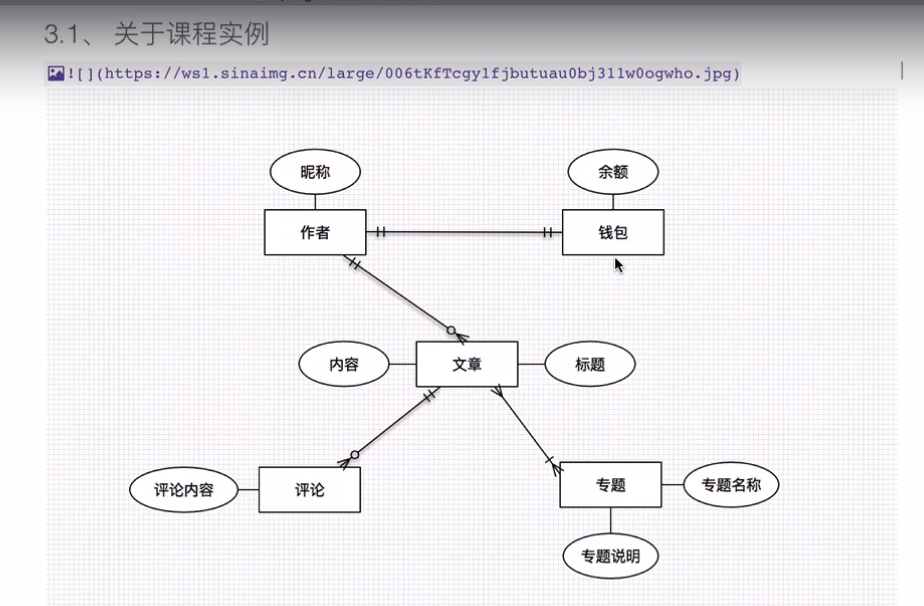 3.1、 关于课程实例
![](https://ws1.sinaimg.cn/large/006tKfTcgy1fjbutuau0bj311w0ogwho.jpg)
昵称
余额
作者
钱包
内容
文章
标题
评论内容
评论
专题
专题名称
专题说明